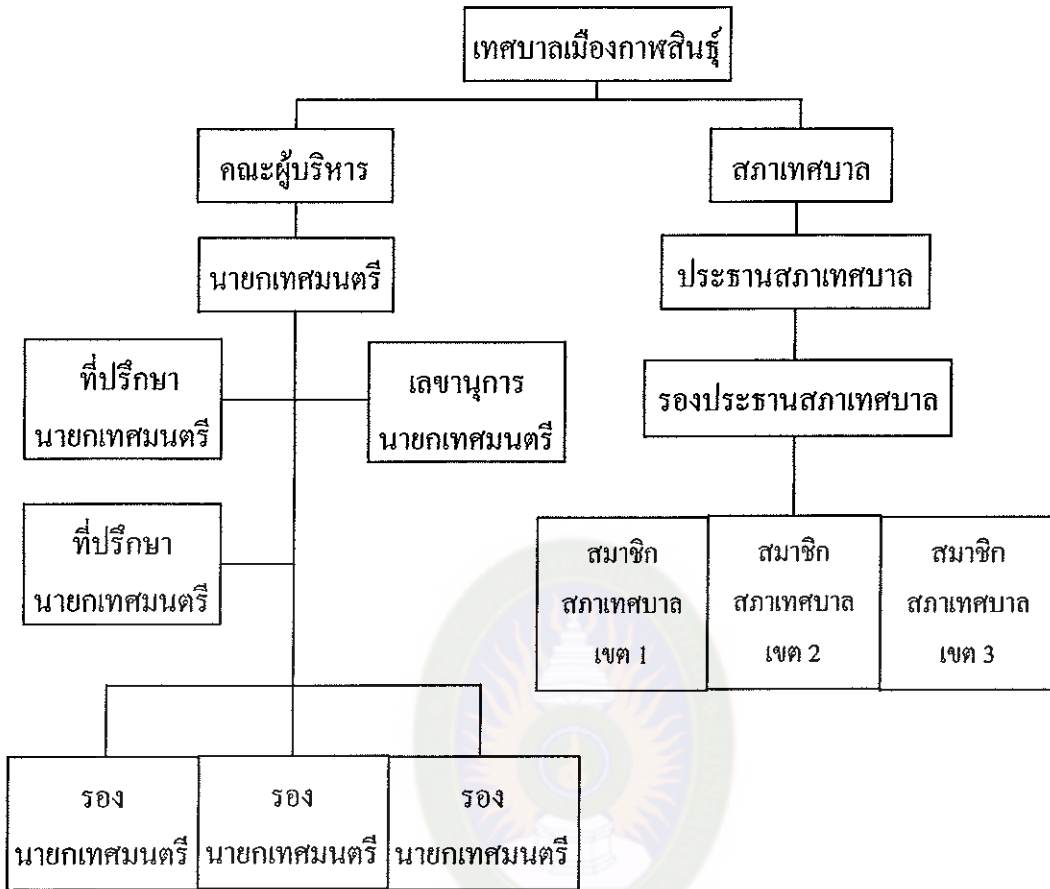 เทศบาลเมืองกาฬสินธุ์
คณะผู้บริหาร
สภาเทศบาล
นายกเทศมนตรี
ประธานสภาเทศบาล
ที่ปรึกษา
นายกเทศมนตรี
เลขานุการ
นายกเทศมนตรี
รองประธานสภาเทศบาล
ที่ปรึกษา
นายกเทศมนตรี
สมาชิก
สภาเทศบาล
เขต 1
สมาชิก
สภาเทศบาล
เขต 2
สมาชิก
สภาเทศบาล
เขต 3
รอง
นายกเทศมนตรี
รอง
นายกเทศมนตรี
รอง
นายกเทศมนตรี